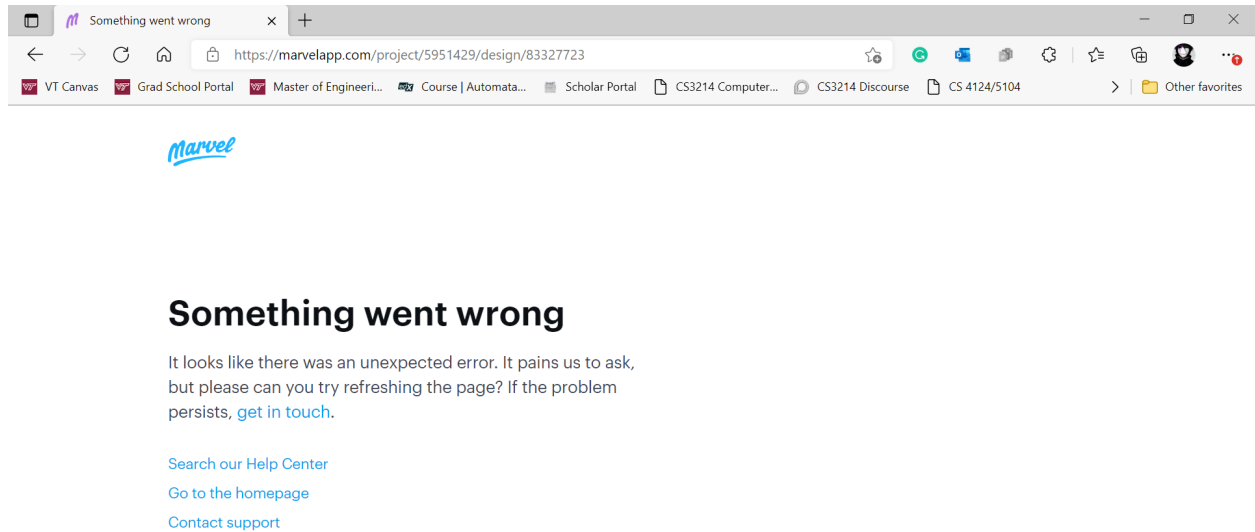 Something went wrong
https://marvelapp.com/project/5951429/design/83327723
VT Canvas Grad School Portal Master of Engineeri... Course | Automata... Scholar Portal CS3214 Computer... CS3214 Discourse CS 4124/5104 Other favorites
Marvel
Something went wrong
It looks like there was an unexpected error. It pains us to ask,
but please can you try refreshing the page? If the problem
persists, get in touch.
Search our Help Center
Go to the homepage
Contact support